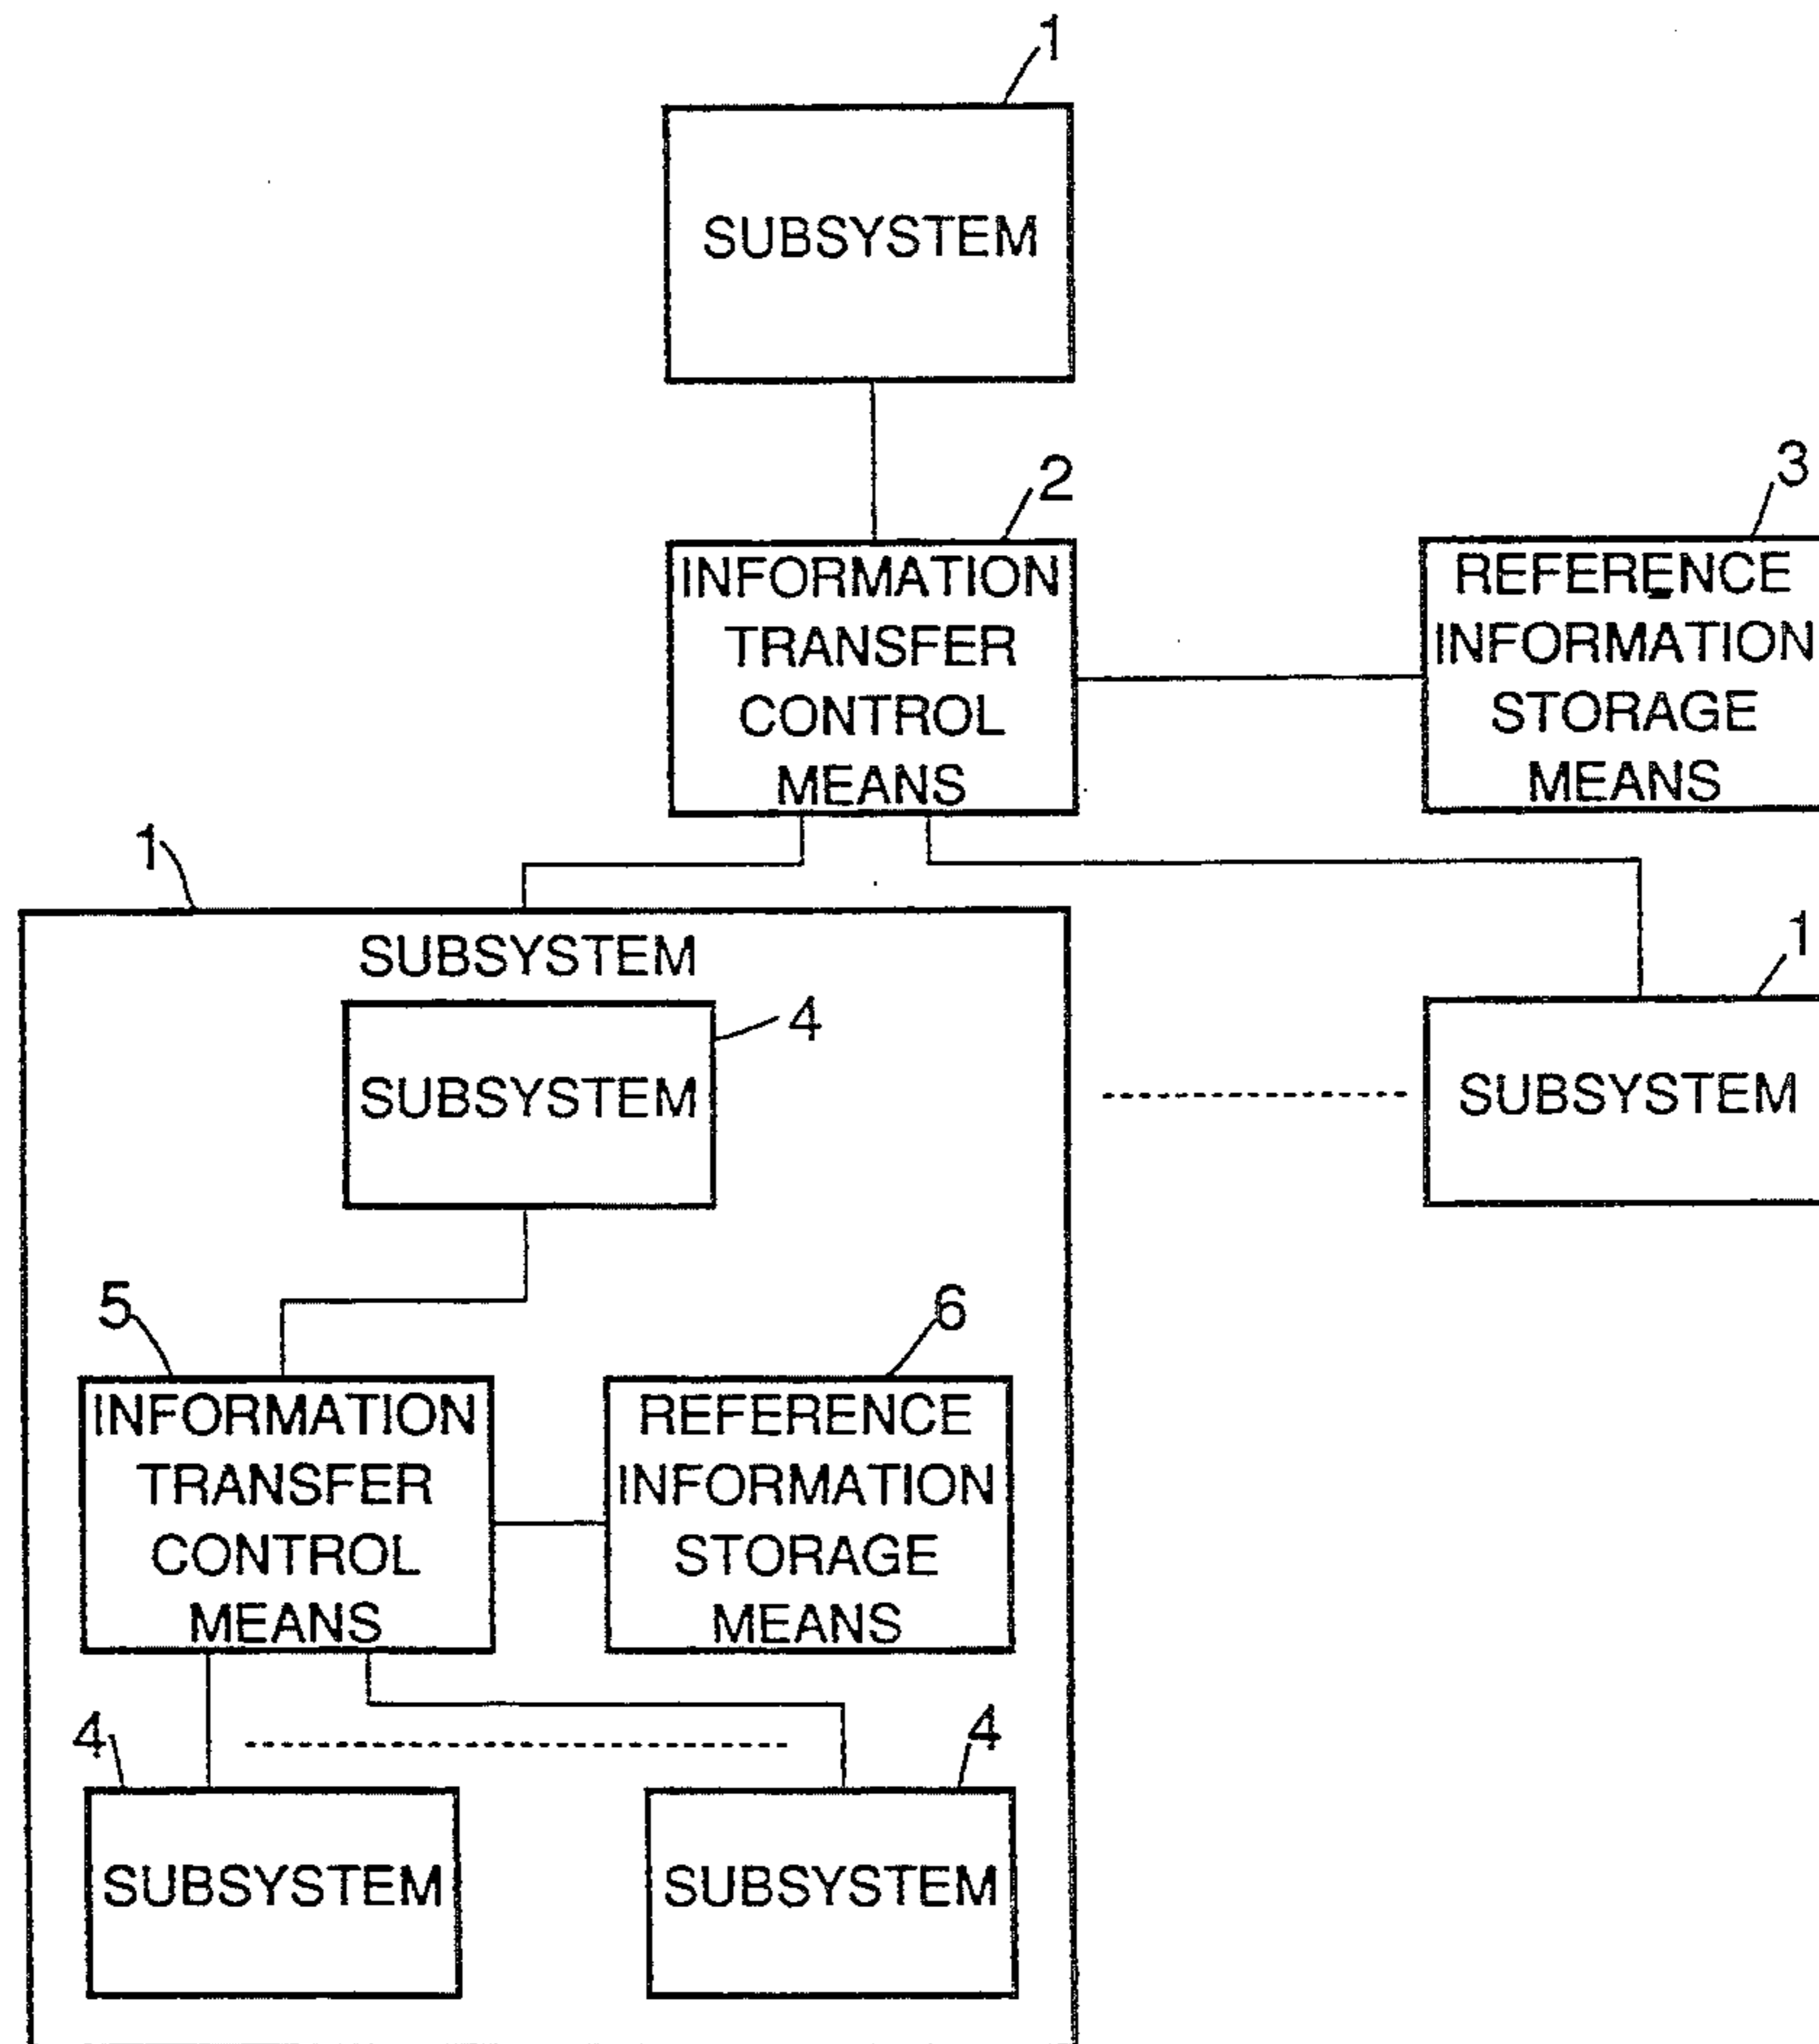 1
SUBSYSTEM
2
INFORMATION
TRANSFER
CONTROL
MEANS
3
REFERENCE
INFORMATION
STORAGE
MEANS
1
SUBSYSTEM
4
SUBSYSTEM
1
SUBSYSTEM
5
INFORMATION
TRANSFER
CONTROL
MEANS
6
REFERENCE
INFORMATION
STORAGE
MEANS
4
SUBSYSTEM
4
SUBSYSTEM